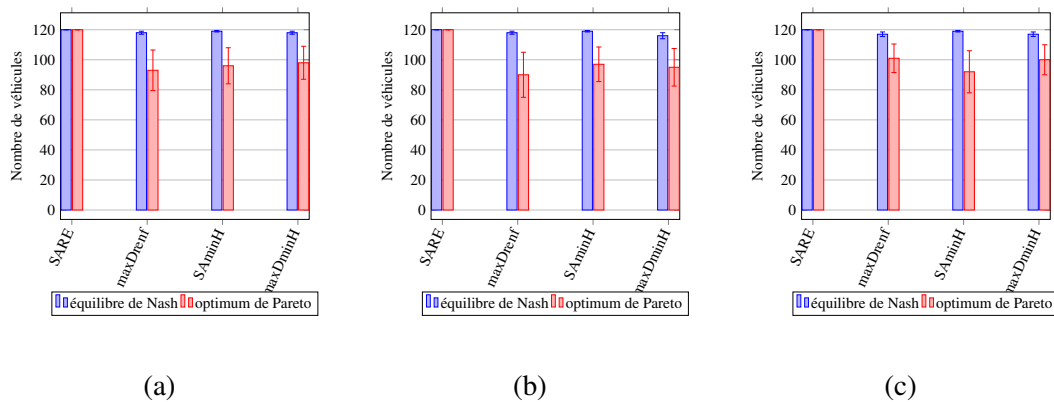 Nombre de véhicules
120
100
80
60
40
20
0
SARE
maxDrenf
SAminH
maxDminH
équilibre de Nash optimum de Pareto
(a)
Nombre de véhicules
120
100
80
60
40
20
0
SARE
maxDrenf
SAminH
maxDminH
équilibre de Nash optimum de Pareto
(b)
Nombre de véhicules
120
100
80
60
40
20
0
SARE
maxDrenf
SAminH
maxDminH
équilibre de Nash optimum de Pareto
(c)